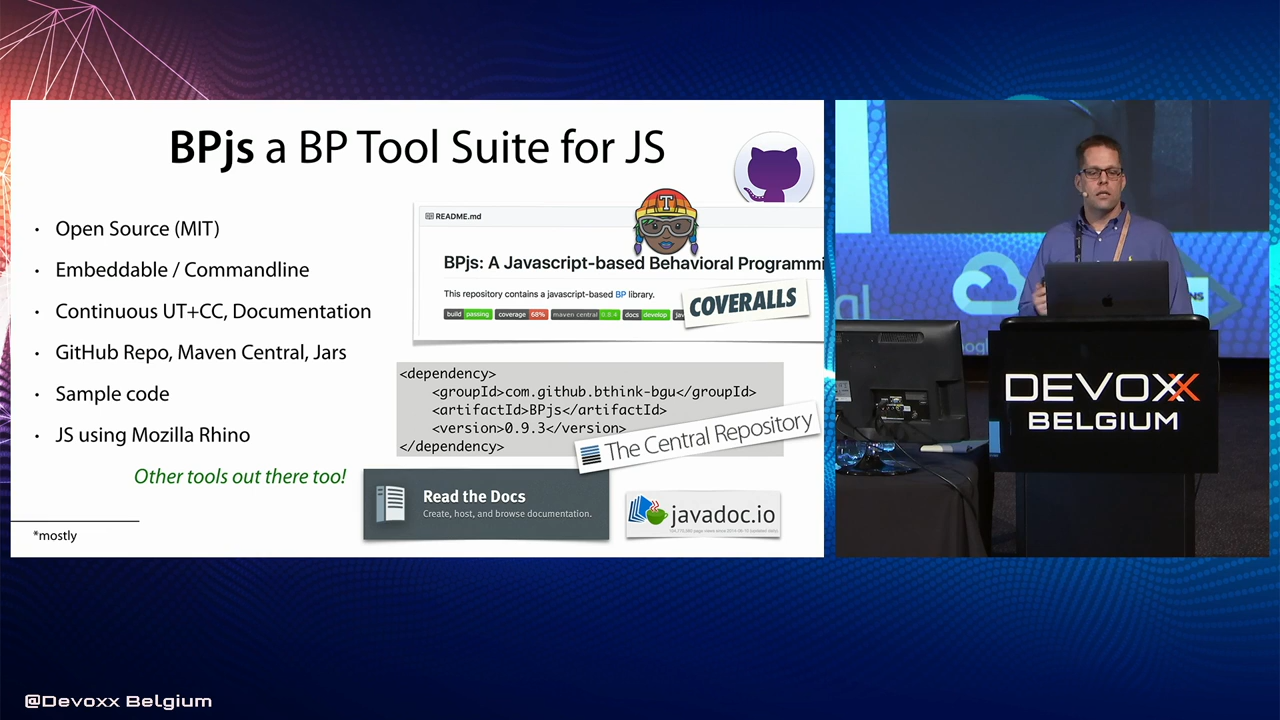 BPjs a BP Tool Suite for JS
• Open Source (MIT)
• Embeddable / Commandline
• Continuous UT+CC, Documentation
• GitHub Repo, Maven Central, Jars
• Sample code
• JS using Mozilla Rhino
Other tools out there too!
*mostly
README.md
T
BPjs: A Javascript-based Behavioral Programmi
This repository contains a javascript-based BP library.
build passing coverage 68% maven central 0.8.4 docs develop jav
COVERALLS
<dependency>
<groupId>com.github.bthink-bgu</groupId>
<artifactId>BPjs</artifactId>
<version>0.9.3</version>
</dependency>
The Central Repository
Read the Docs
Create, host, and browse documentation.
javadoc.io
DEVOXX
BELGIUM
@Devoxx Belgium